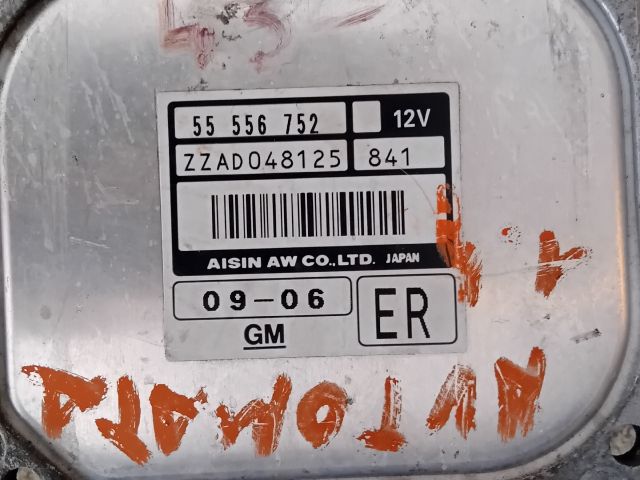 55 556 752
12V
ZZAD048125 841
AISIN AW CO.,LTD. JAPAN
09-06
ER
GM